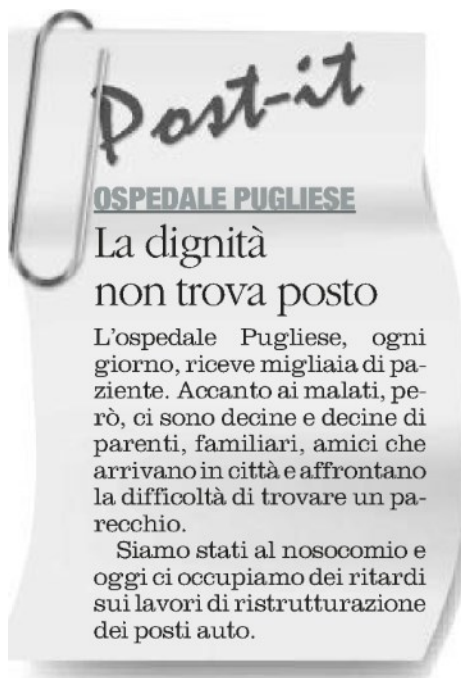 Post-it
OSPEDALE PUGLIESE
La dignità
non trova posto
L'ospedale Pugliese, ogni
giorno, riceve migliaia di pa-
ziente. Accanto ai malati, pe-
rò, ci sono decine e decine di
parenti, familiari, amici che
arrivano in città e affrontano
la difficoltà di trovare un pa-
recchio.
Siamo stati al nosocomio e
oggi ci occupiamo dei ritardi
sui lavori di ristrutturazione
dei posti auto.